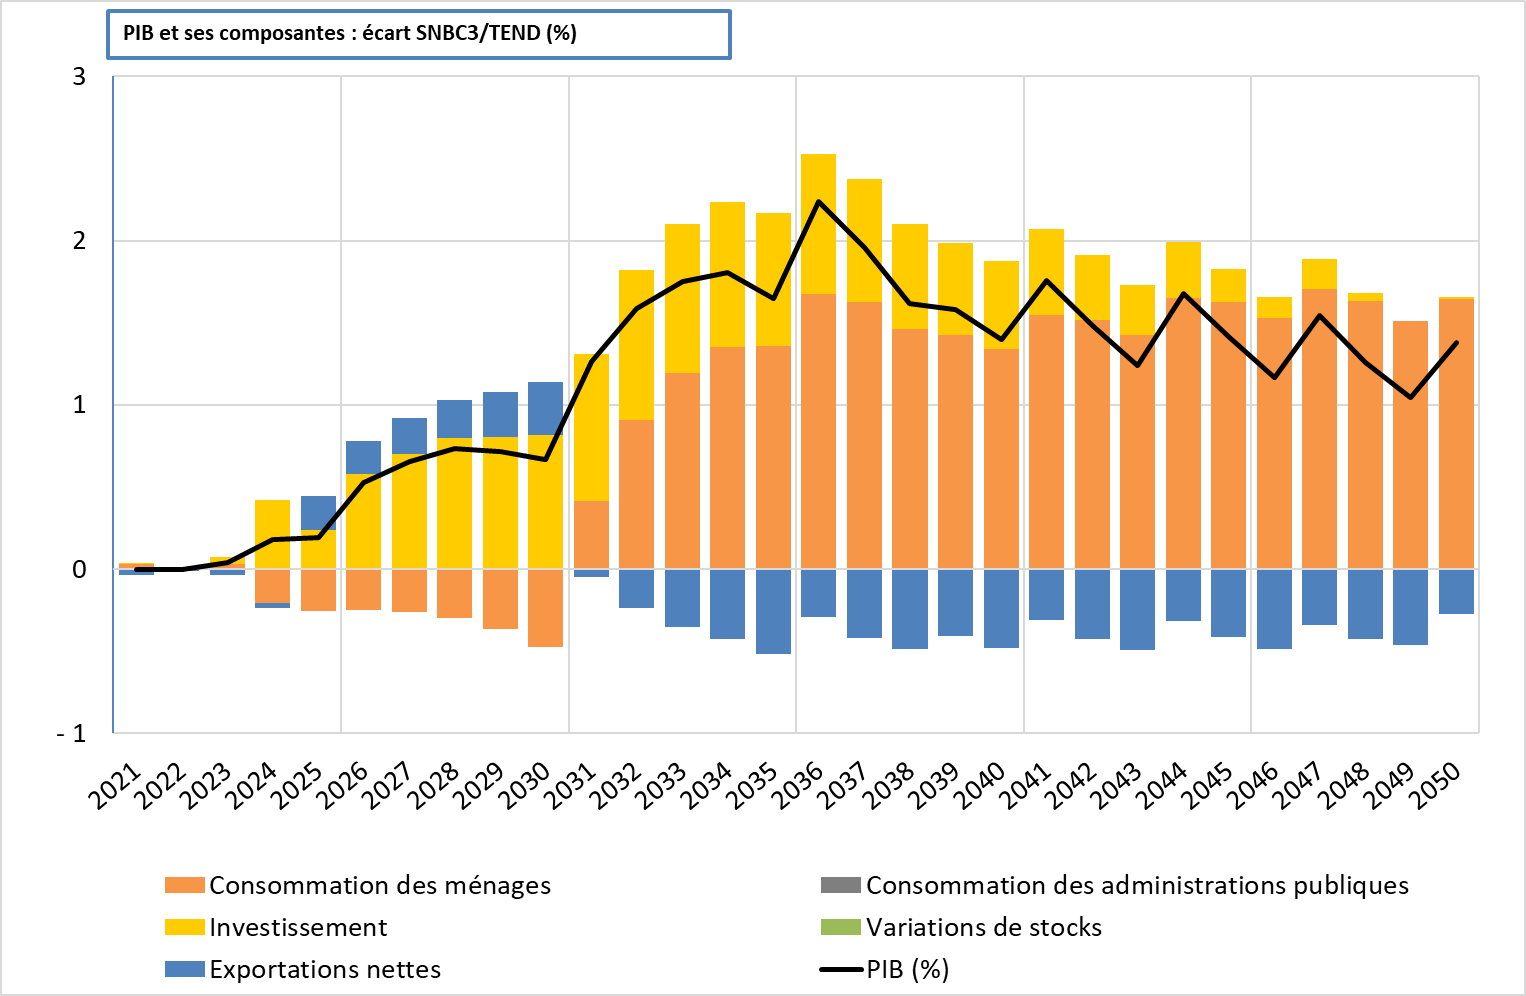 PIB et ses composantes : écart SNBC3/TEND (%)
3
2
1
0
- 1
2021 2022 2023 2024 2025 2026 2027 2028 2029 2030 2031 2032 2033 2034 2035 2036 2037 2038 2039 2040 2041 2042 2043 2044 2045 2046 2047 2048 2049 2050
Consommation des ménages Consommation des administrations publiques
Investissement Variations de stocks
Exportations nettes PIB (%)